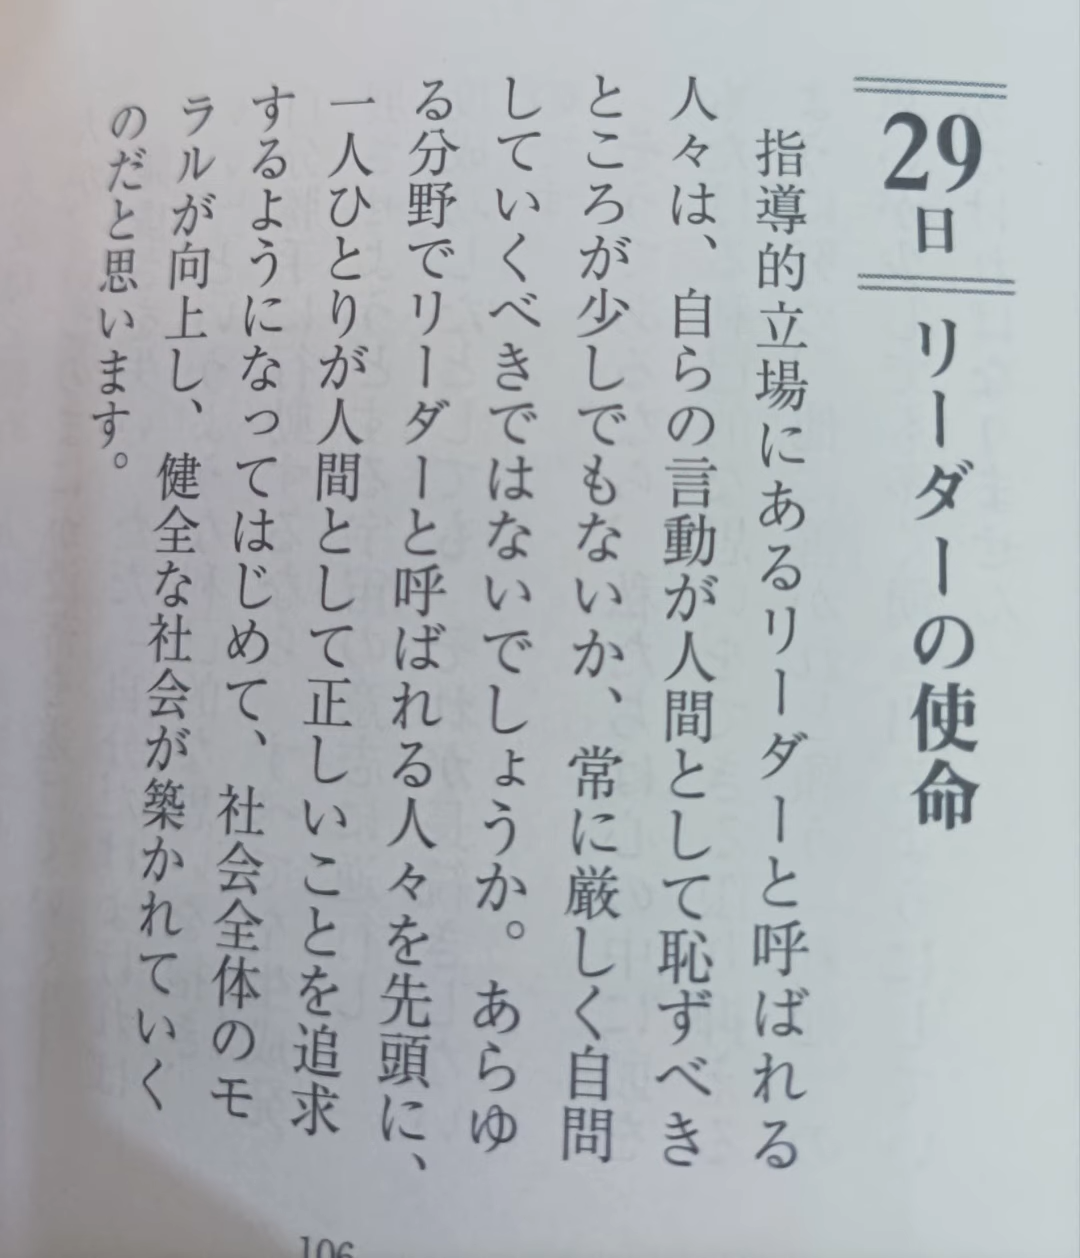 29日 リーダーの使命
指導的立場にあるリーダーと呼ばれる
人々は、自らの言動が人間として恥ずべき
ところが少しでもないか、常に厳しく自問
していくべきではないでしょうか。あらゆ
る分野でリーダーと呼ばれる人々を先頭に、
一人ひとりが人間として正しいことを追求
するようになってはじめて、社会全体のモ
ラルが向上し、健全な社会が築かれていく
のだと思います。
106